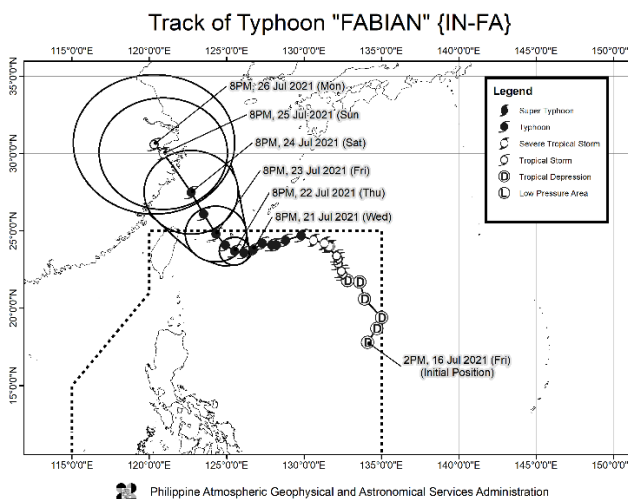 Track of Typhoon "FABIAN" {IN-FA}
115°0'0"E 120°0'0"E 125°0'0"E 130°0'0"E 135°0'0"E 140°0'0"E 145°0'0"E 150°0'0"E
35°0'0"N
30°0'0"N
25°0'0"N
20°0'0"N
15°0'0"N
8PM, 26 Jul 2021 (Mon)
8PM, 25 Jul 2021 (Sun
8PM, 24 Jul 2021 (Sat)
8PM, 23 Jul 2021 (Fri)
8PM, 22 Jul 2021 (Thu)
8PM, 21 Jul 2021 (Wed)
D
D
D
D
D
D
2PM, 16 Jul 2021 (Fri)
(Initial Position)
Legend
Super Typhoon
Typhoon
Severe Tropical Storm
Tropical Storm
D Tropical Depression
L Low Pressure Area
115°0'0"E 120°0'0"E 125°0'0"E 130°0'0"E 135°0'0"E 140°0'0"E 145°0'0"E 150°0'0"E
Philippine Atmospheric Geophysical and Astronomical Services Administration